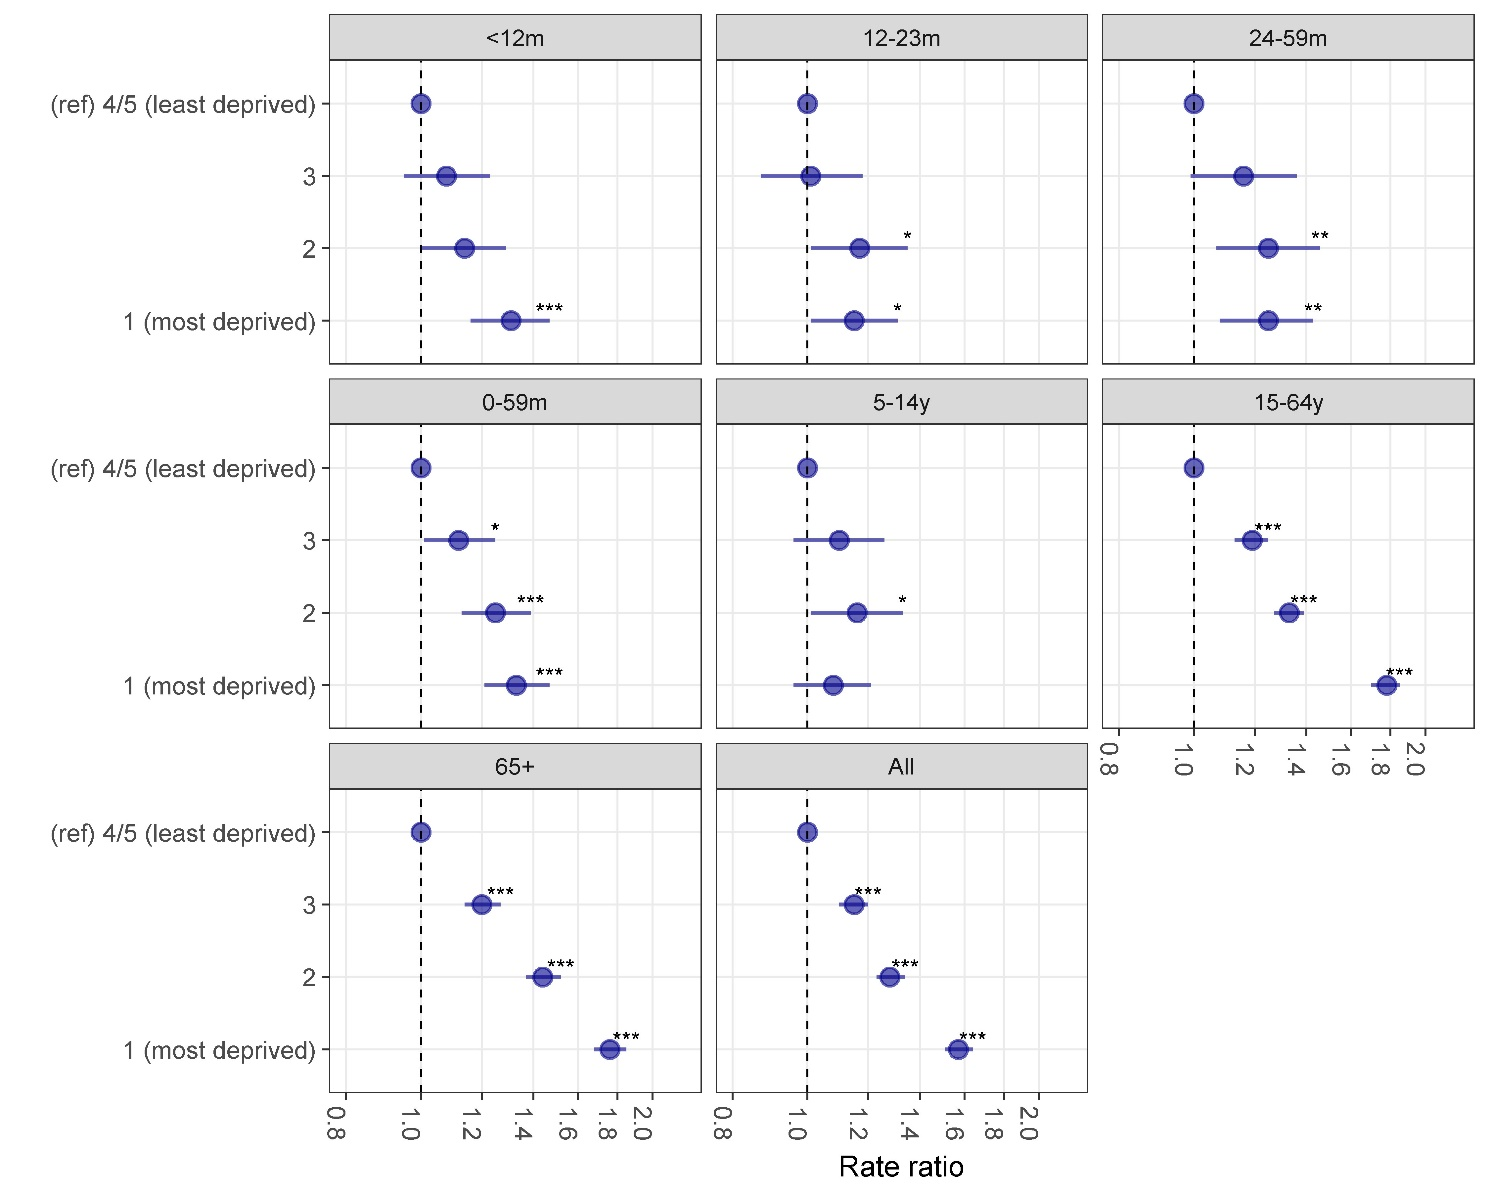 <12m 12-23m 24-59m
(ref) 4/5 (least deprived)
3
2 * **
1 (most deprived) *** * **
0-59m 5-14y 15-64y
(ref) 4/5 (least deprived)
3 * ***
2 *** * ***
1 (most deprived) *** ***
0.8 1.0 1.2 1.4 1.6 1.8 2.0
65+ All
(ref) 4/5 (least deprived)
3 *** ***
2 *** ***
1 (most deprived) *** ***
0.8 1.0 1.2 1.4 1.6 1.8 2.0 0.8 1.0 1.2 1.4 1.6 1.8 2.0
Rate ratio